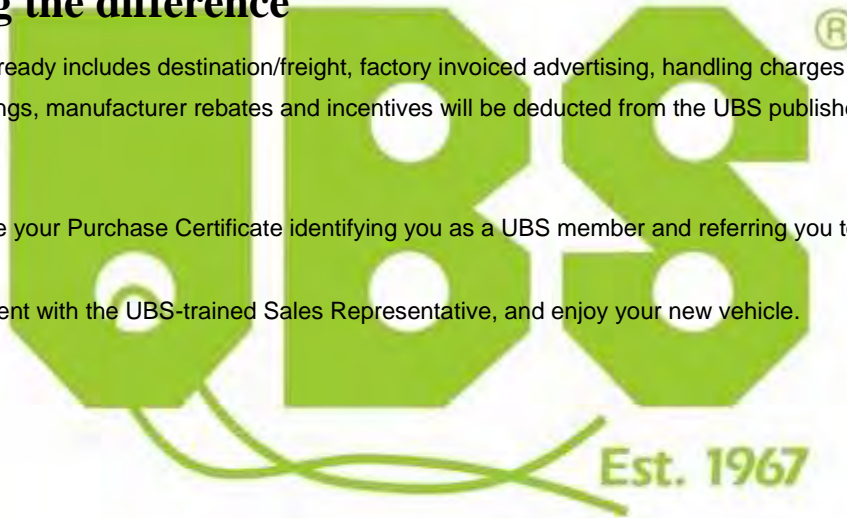 g the difference
ready includes destination/freight, factory invoiced advertising, handling charges
ngs, manufacturer rebates and incentives will be deducted from the UBS publishe
e your Purchase Certificate identifying you as a UBS member and referring you to
ent with the UBS-trained Sales Representative, and enjoy your new vehicle.
UBS®
Est. 1967